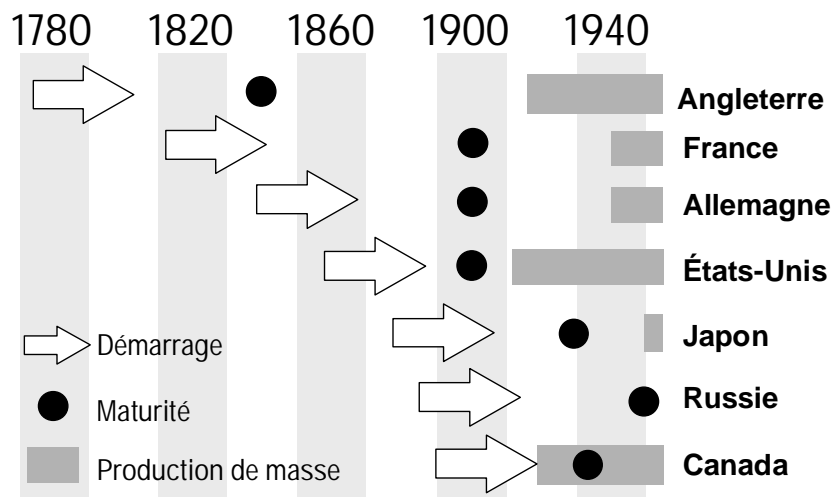 1780 1820 1860 1900 1940
Angleterre
France
Allemagne
États-Unis
Japon
Russie
Canada
Démarrage
Maturité
Production de masse